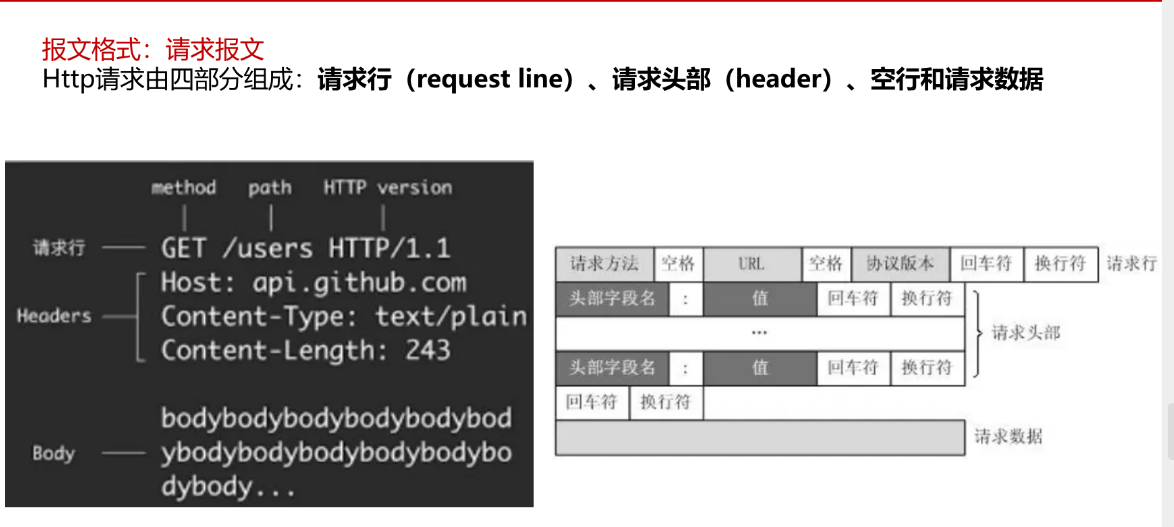 报文格式：请求报文
Http请求由四部分组成：请求行（request line）、请求头部（header）、空行和请求数据
method path HTTP version
请求行 GET /users HTTP/1.1
Host: api.github.com
Headers Content-Type: text/plain
Content-Length: 243
bodybodybodybodybodybod
Body ybodybodybodybodybodybo
dybody...
请求方法 空格 URL 空格 协议版本 回车符 换行符 请求行
头部字段名 : 值 回车符 换行符
... 请求头部
头部字段名 : 值 回车符 换行符
回车符 换行符
请求数据